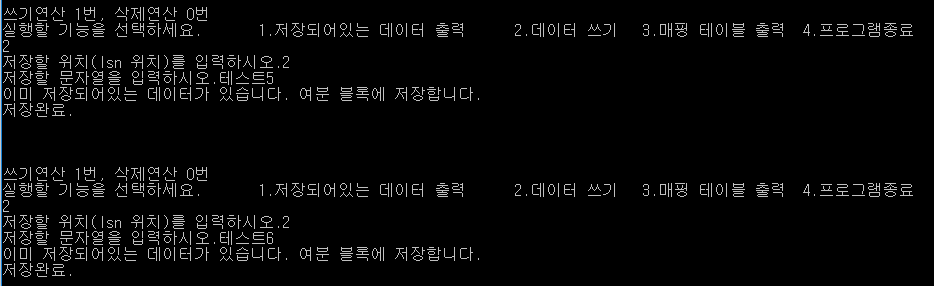 쓰기연산 1번, 삭제연산 0번
실행할 기능을 선택하세요. 1.저장되어있는 데이터 출력 2.데이터 쓰기 3.매핑 테이블 출력 4.프로그램종료
2
저장할 위치(lsn 위치)를 입력하시오.2
저장할 문자열을 입력하시오.테스트5
이미 저장되어있는 데이터가 있습니다. 여분 블록에 저장합니다.
저장완료.
쓰기연산 1번, 삭제연산 0번
실행할 기능을 선택하세요. 1.저장되어있는 데이터 출력 2.데이터 쓰기 3.매핑 테이블 출력 4.프로그램종료
2
저장할 위치(lsn 위치)를 입력하시오.2
저장할 문자열을 입력하시오.테스트6
이미 저장되어있는 데이터가 있습니다. 여분 블록에 저장합니다.
저장완료.